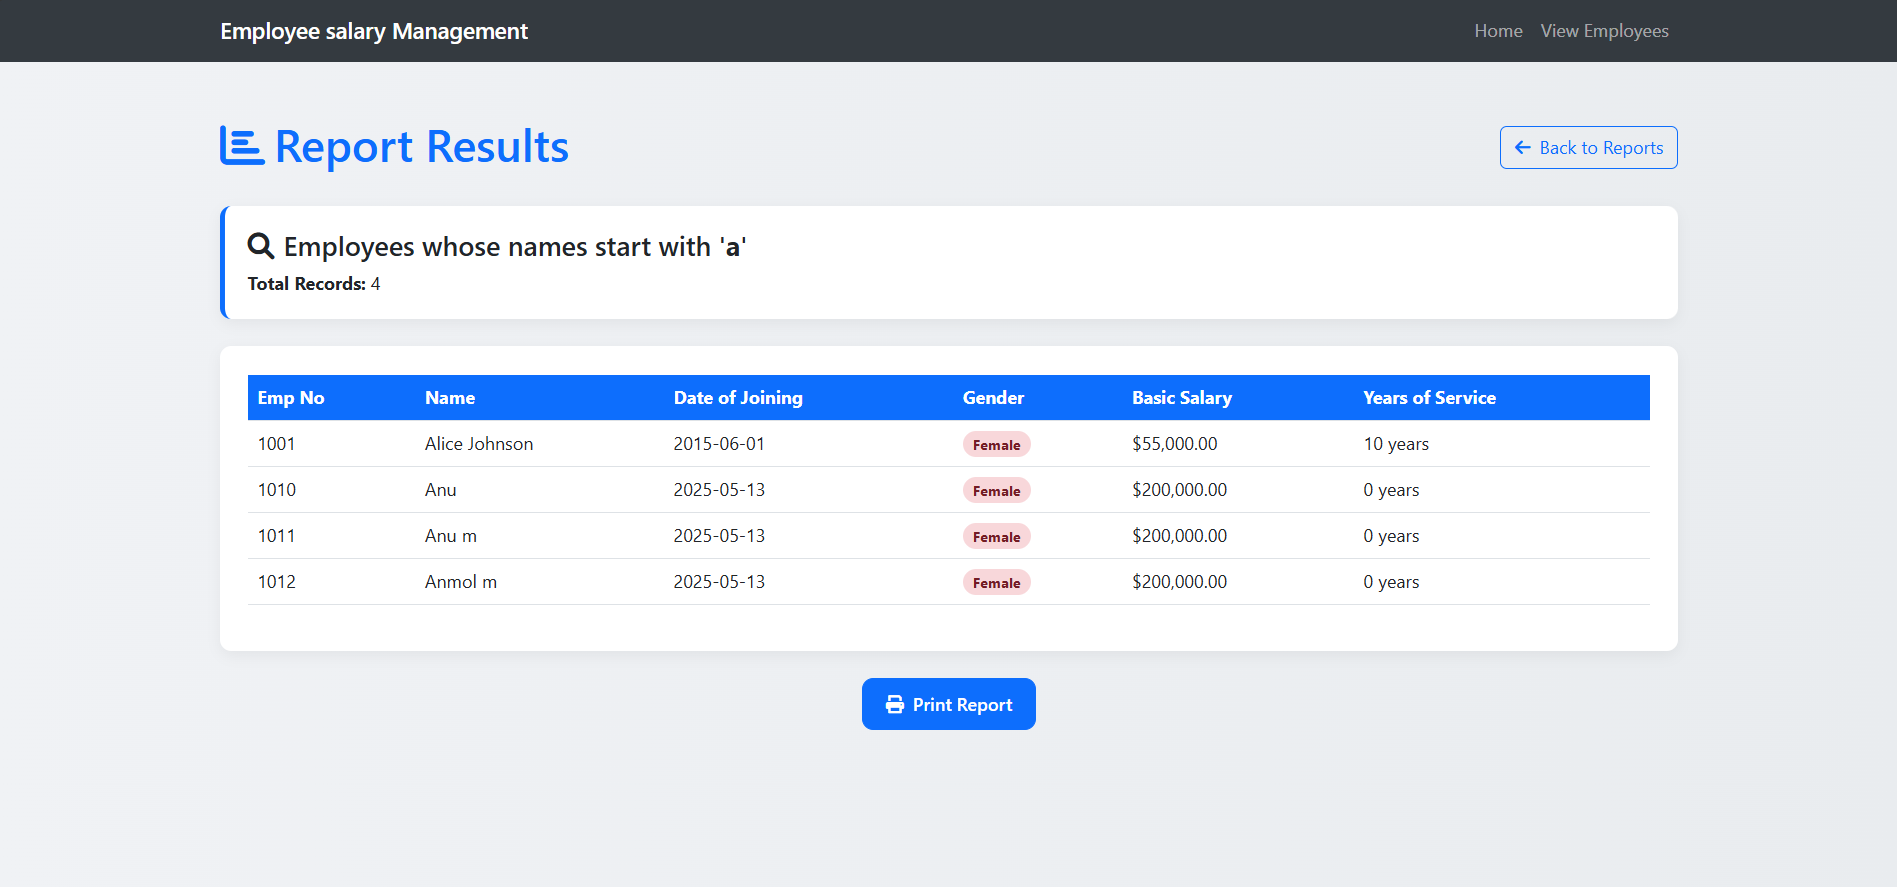 Employee salary Management Home View Employees
Report Results Back to Reports
Employees whose names start with 'a'
Total Records: 4
Emp No Name Date of Joining Gender Basic Salary Years of Service
1001 Alice Johnson 2015-06-01 Female $55,000.00 10 years
1010 Anu 2025-05-13 Female $200,000.00 0 years
1011 Anu m 2025-05-13 Female $200,000.00 0 years
1012 Anmol m 2025-05-13 Female $200,000.00 0 years
Print Report